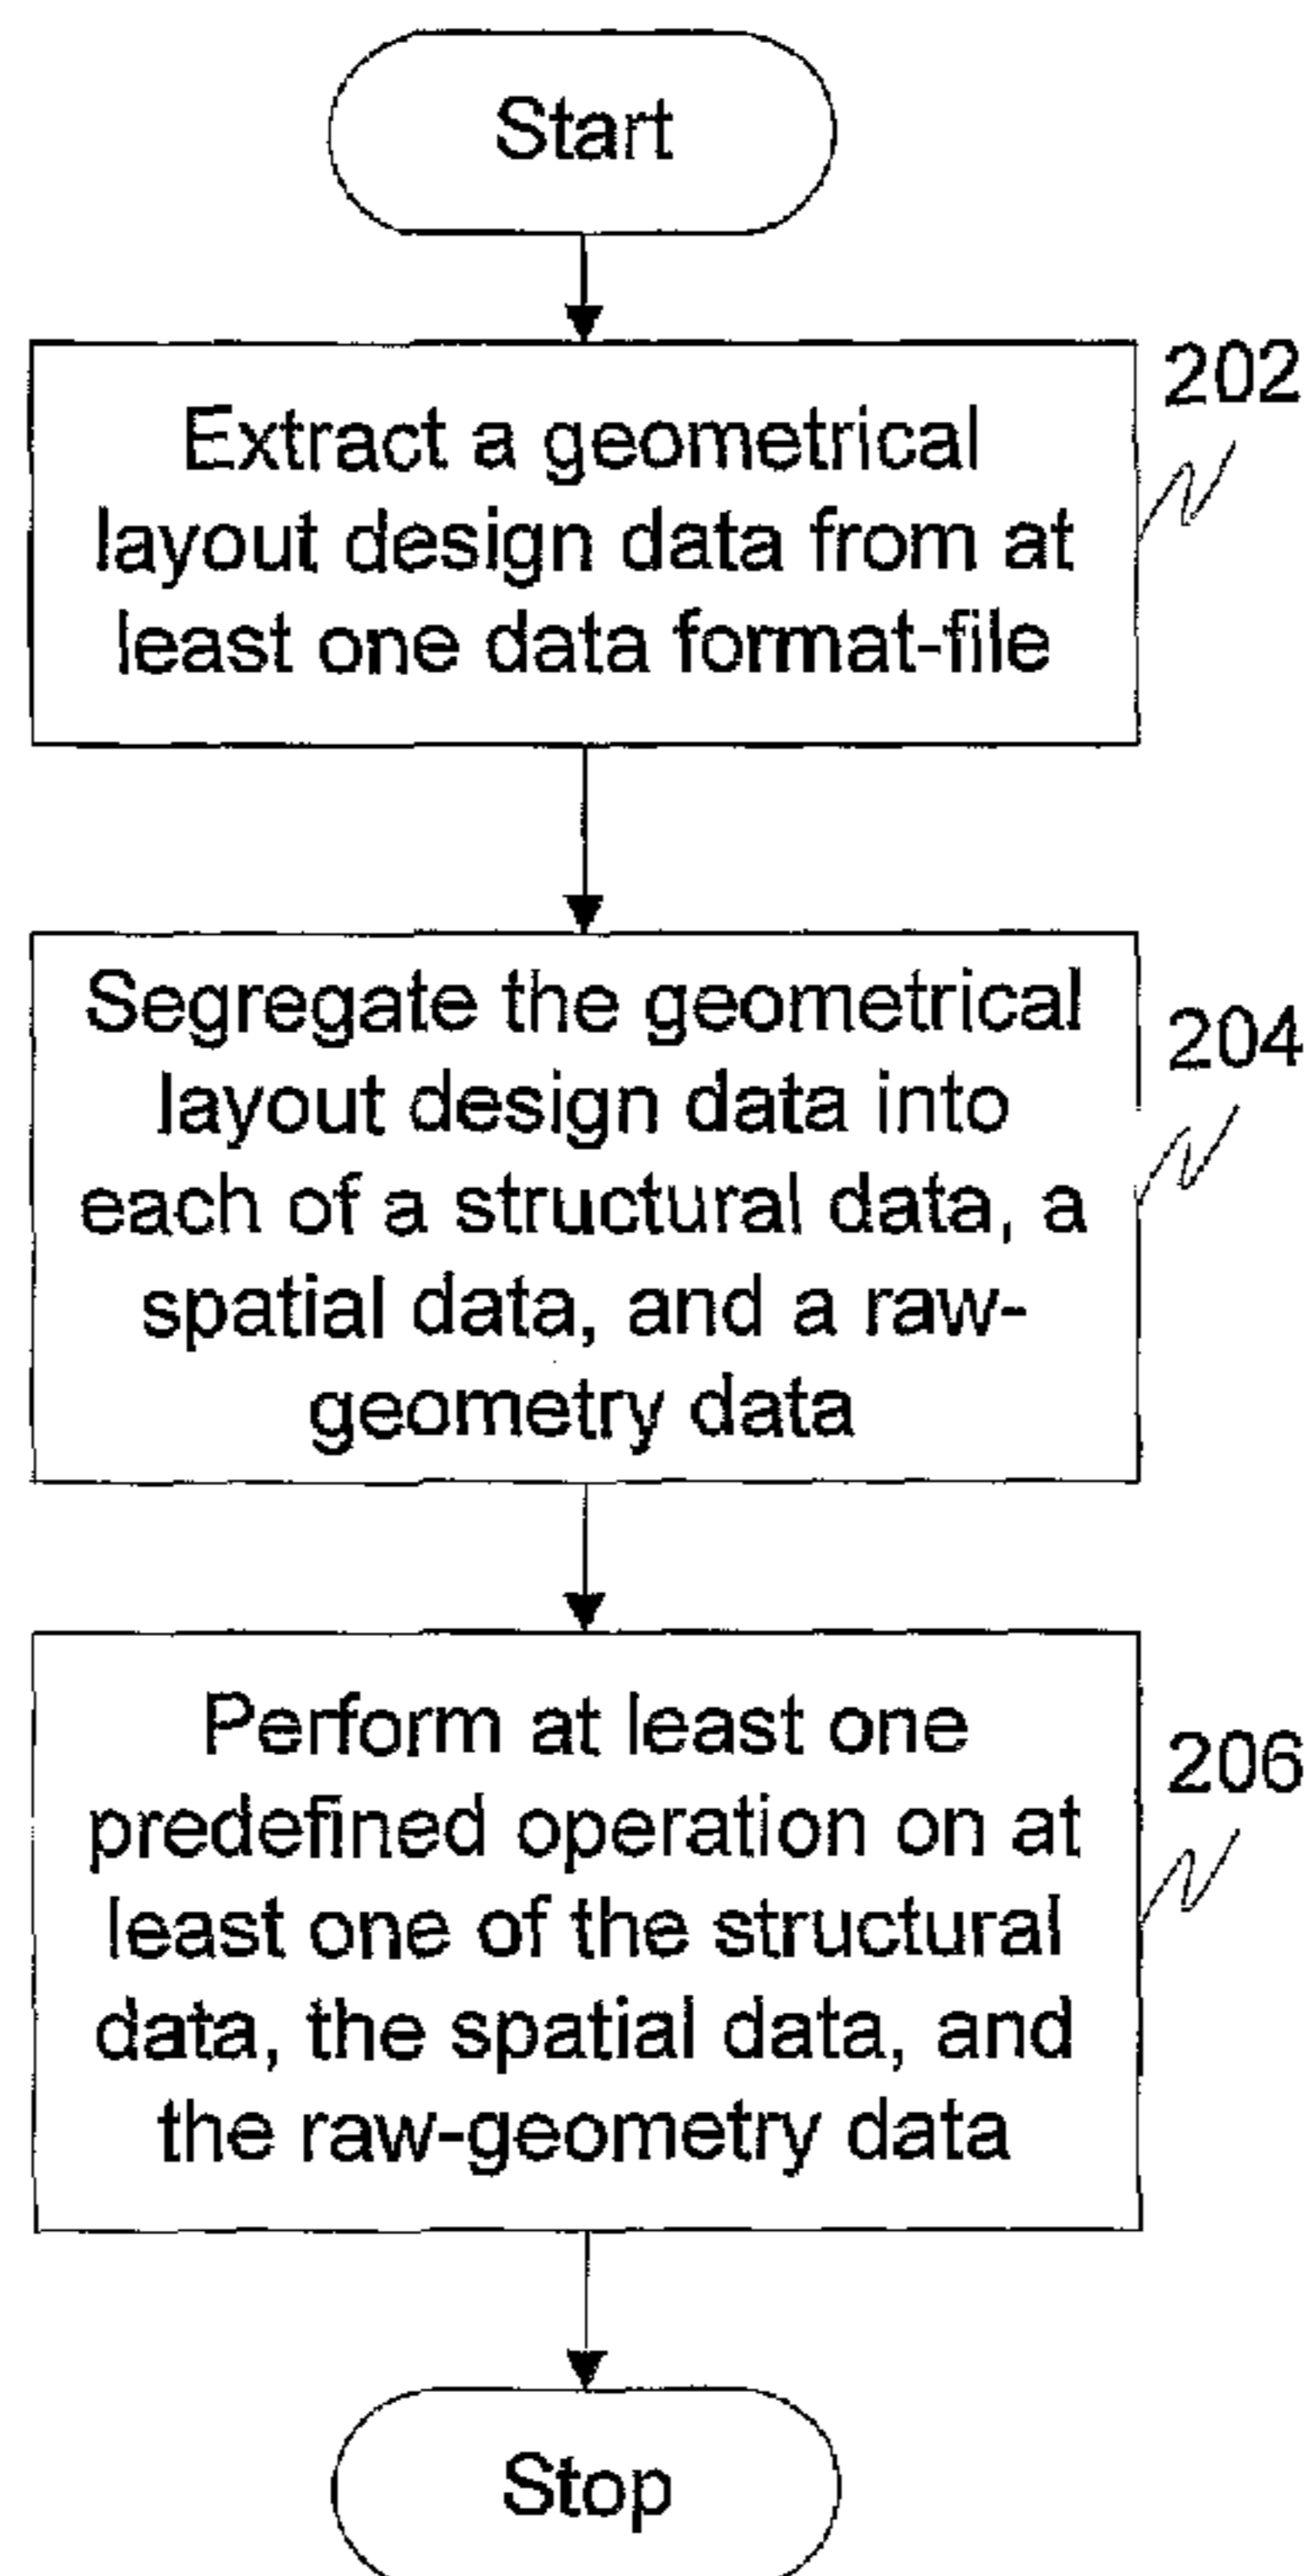 Start
202
Extract a geometrical
layout design data from at
least one data format-file
204
Segregate the geometrical
layout design data into
each of a structural data, a
spatial data, and a raw-
geometry data
206
Perform at least one
predefined operation on at
least one of the structural
data, the spatial data, and
the raw-geometry data
Stop